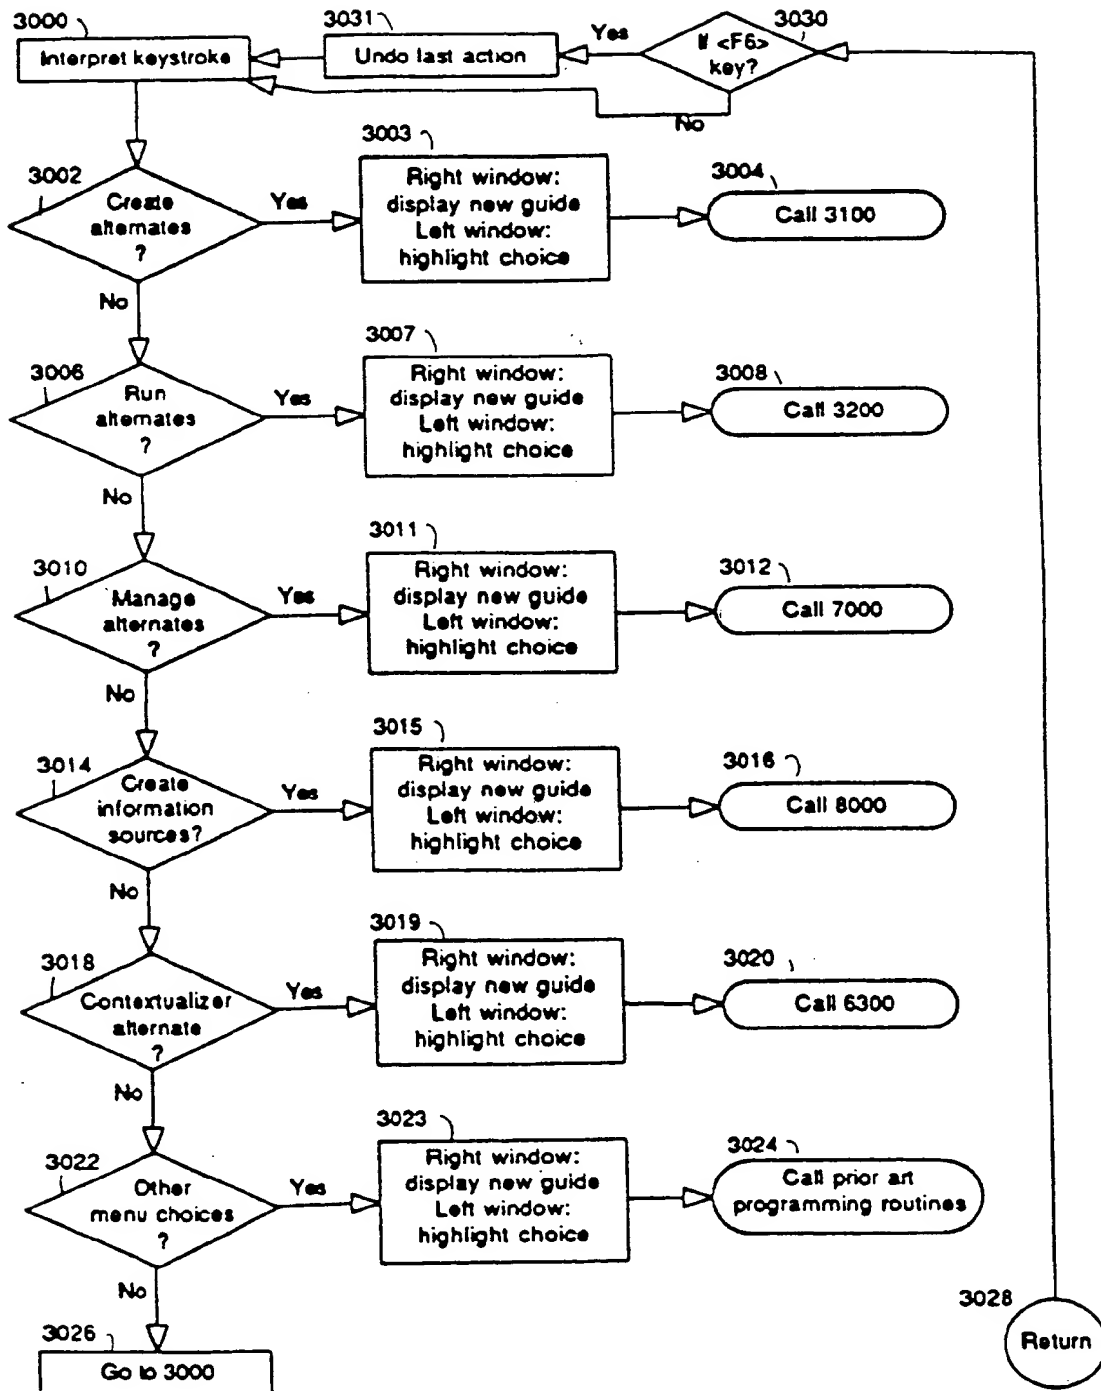 3000
Interpret keystroke
3031
Undo last action
Yes
3030
If <F6>
key?
No
3002
Create
alternates
?
Yes
3003
Right window:
display new guide
Left window:
highlight choice
3004
Call 3100
No
3006
Run
alternates
?
Yes
3007
Right window:
display new guide
Left window:
highlight choice
3008
Call 3200
No
3010
Manage
alternates
?
Yes
3011
Right window:
display new guide
Left window:
highlight choice
3012
Call 7000
No
3014
Create
information
sources?
Yes
3015
Right window:
display new guide
Left window:
highlight choice
3016
Call 8000
No
3018
Contextualizer
alternate
?
Yes
3019
Right window:
display new guide
Left window:
highlight choice
3020
Call 6300
No
3022
Other
menu choices
?
Yes
3023
Right window:
display new guide
Left window:
highlight choice
3024
Call prior art
programming routines
No
3026
Go to 3000
3028
Return